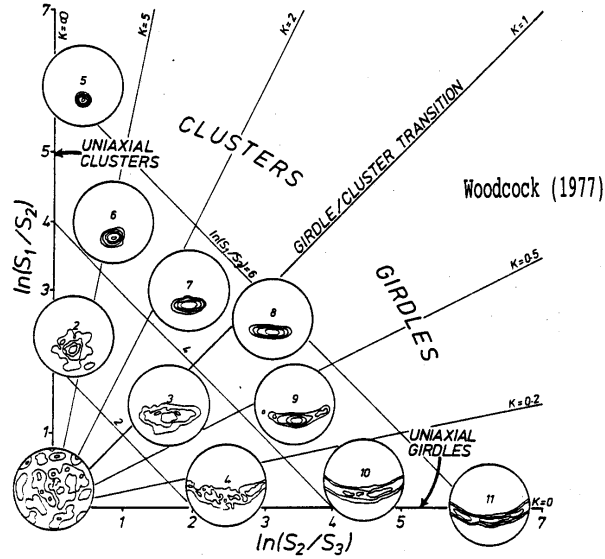 7
K=∞
K=5
K=2
K=1
5
CLUSTERS
GIRDLE/CLUSTER TRANSITION
5
UNIAXIAL
CLUSTERS
Woodcock (1977)
6
4
ln(S₁/S₂)
ln(S₁/S₃)=6
GIRDLES
K=0·5
7
3
8
2
4
3
9
K=0·2
1
2
UNIAXIAL
GIRDLES
4
10
11
K=0
1
2
3
4
5
7
ln(S₂/S₃)